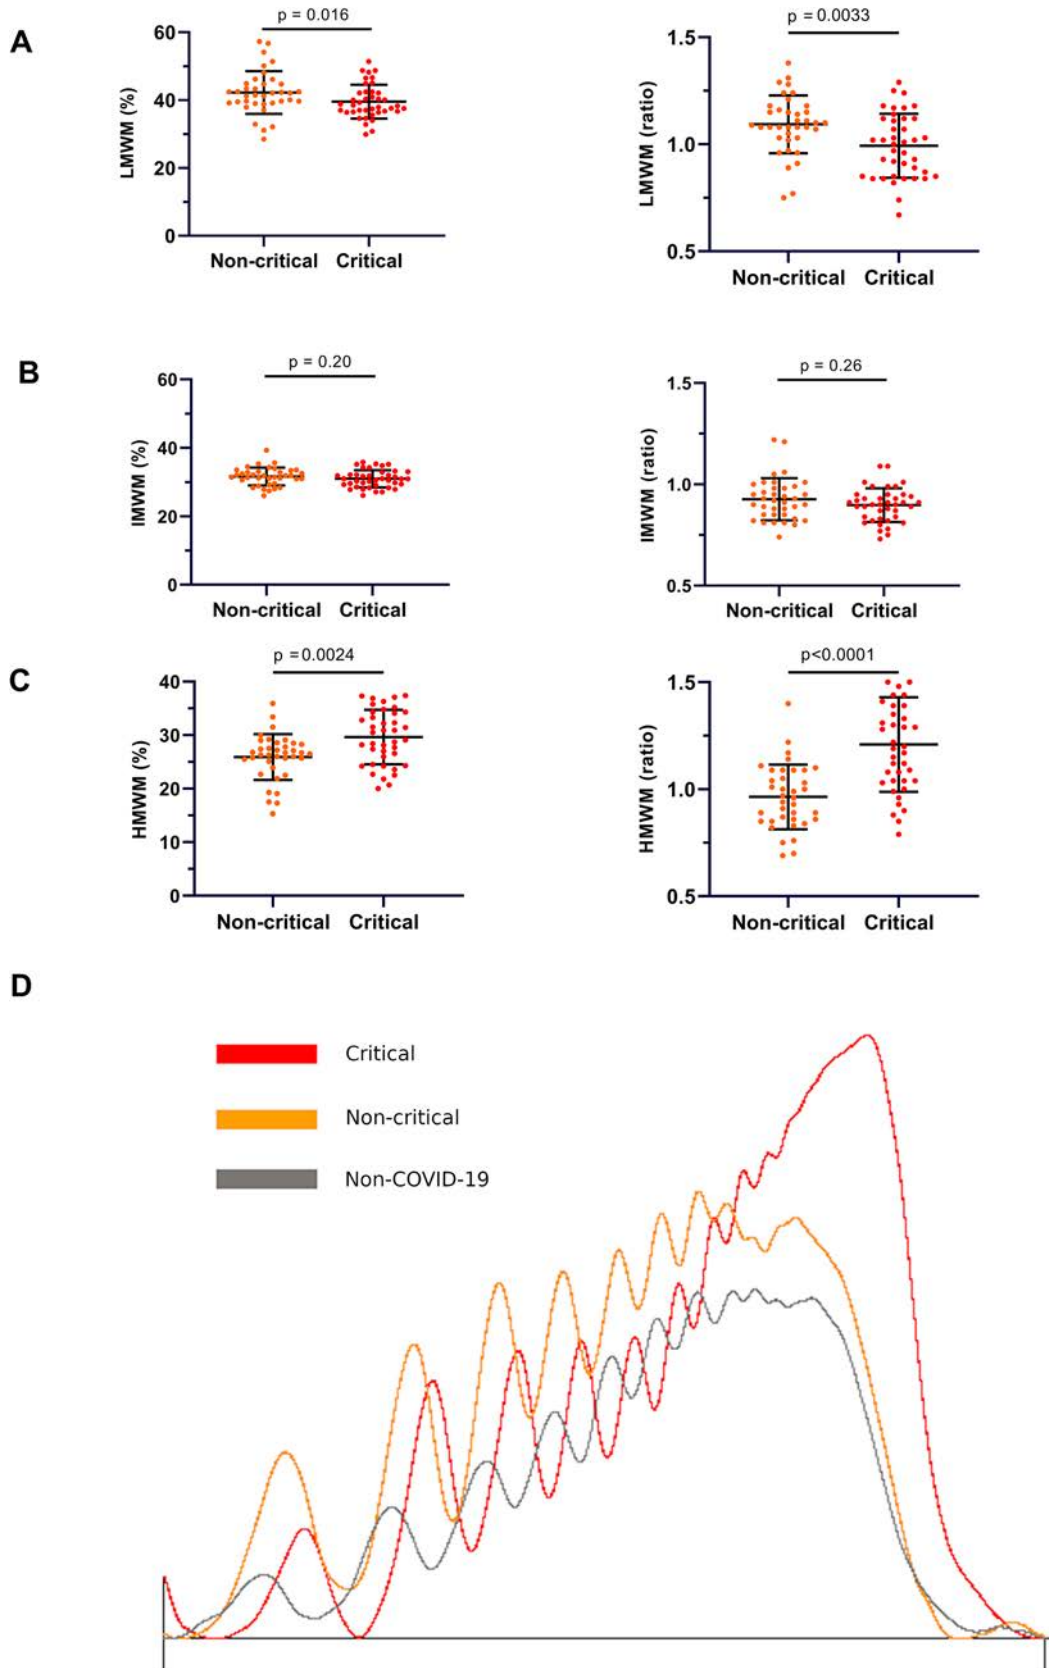 A
p = 0.016
LMWM (%)
60
40
20
0
Non-critical Critical
p = 0.0033
LMWM (ratio)
1.5
1.0
0.5
Non-critical Critical
B
p = 0.20
IMWM (%)
60
40
20
0
Non-critical Critical
p = 0.26
IMWM (ratio)
1.5
1.0
0.5
Non-critical Critical
C
p =0.0024
HMWM (%)
40
30
20
10
0
Non-critical Critical
p<0.0001
HMWM (ratio)
1.5
1.0
0.5
Non-critical Critical
D
Critical
Non-critical
Non-COVID-19